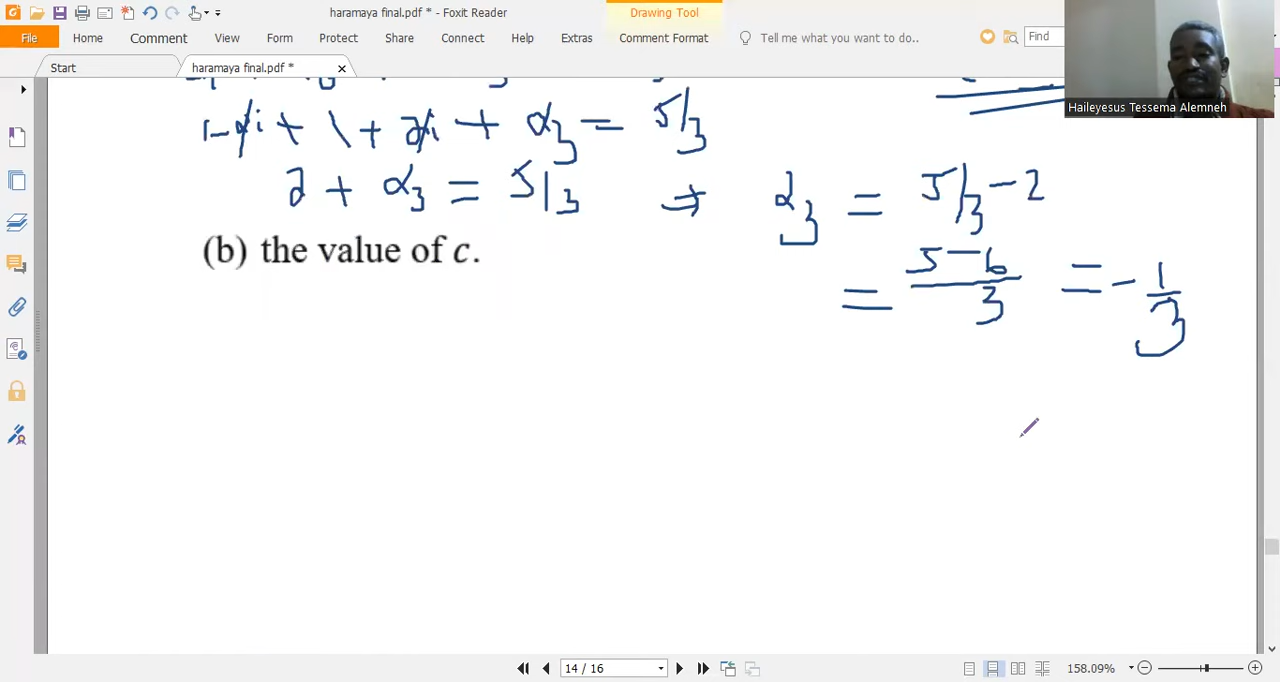 haramaya final.pdf * - Foxit Reader
Drawing Tool
File Home Comment View Form Protect Share Connect Help Extras Comment Format Tell me what you want to do.. Find
Start haramaya final.pdf *
Haileyesus Tessema Alemneh
1-2i + 1 + 2i + α3 = 5/3
2 + α3 = 5/3 ⇒ α3 = 5/3 - 2
(b) the value of c.
= 5-6/3 = -1/3
14 / 16
158.09%